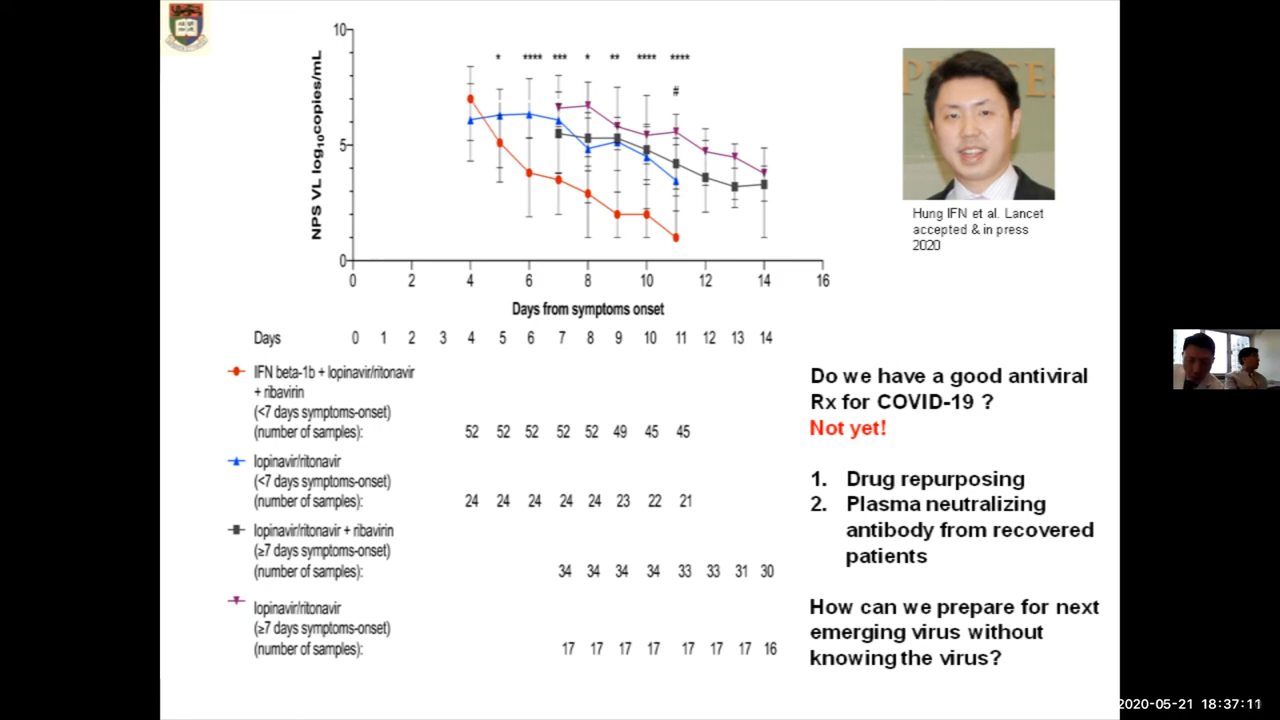 10
* **** *** * ** **** ****
#
5
0
NPS VL log10copies/mL
0 2 4 6 8 10 12 14 16
Days from symptoms onset
Days 0 1 2 3 4 5 6 7 8 9 10 11 12 13 14
IFN beta-1b + lopinavir/ritonavir
+ ribavirin
(<7 days symptoms-onset)
(number of samples): 52 52 52 52 52 49 45 45
lopinavir/ritonavir
(<7 days symptoms-onset)
(number of samples): 24 24 24 24 24 23 22 21
lopinavir/ritonavir + ribavirin
(≥7 days symptoms-onset)
(number of samples): 34 34 34 34 33 33 31 30
lopinavir/ritonavir
(≥7 days symptoms-onset)
(number of samples): 17 17 17 17 17 17 17 16
Hung IFN et al. Lancet
accepted & in press
2020
Do we have a good antiviral
Rx for COVID-19 ?
Not yet!
1. Drug repurposing
2. Plasma neutralizing
antibody from recovered
patients
How can we prepare for next
emerging virus without
knowing the virus?
2020-05-21 18:37:11